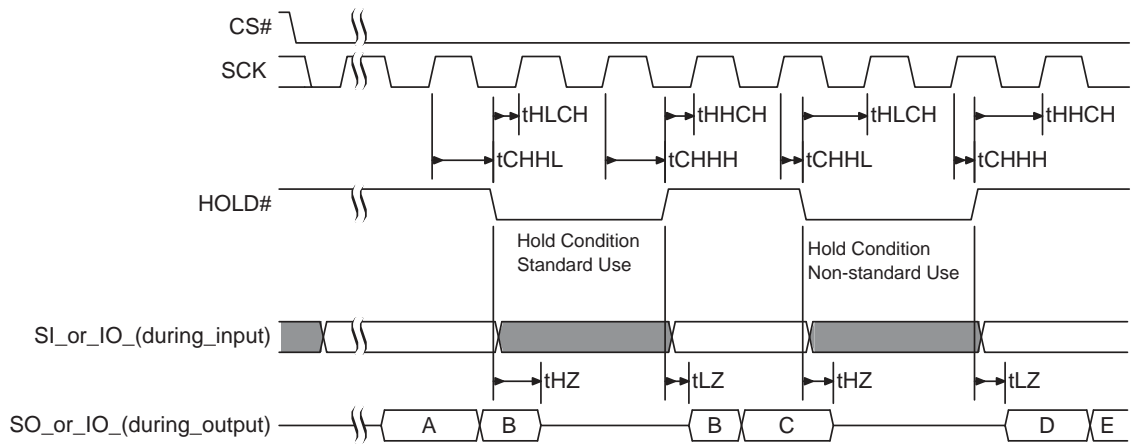 CS#
SCK
tHLCH
tHHCH
tHLCH
tHHCH
tCHHL
tCHHH
tCHHL
tCHHH
HOLD#
Hold Condition
Standard Use
Hold Condition
Non-standard Use
SI_or_IO_(during_input)
tHZ
tLZ
tHZ
tLZ
SO_or_IO_(during_output)
A
B
B
C
D
E